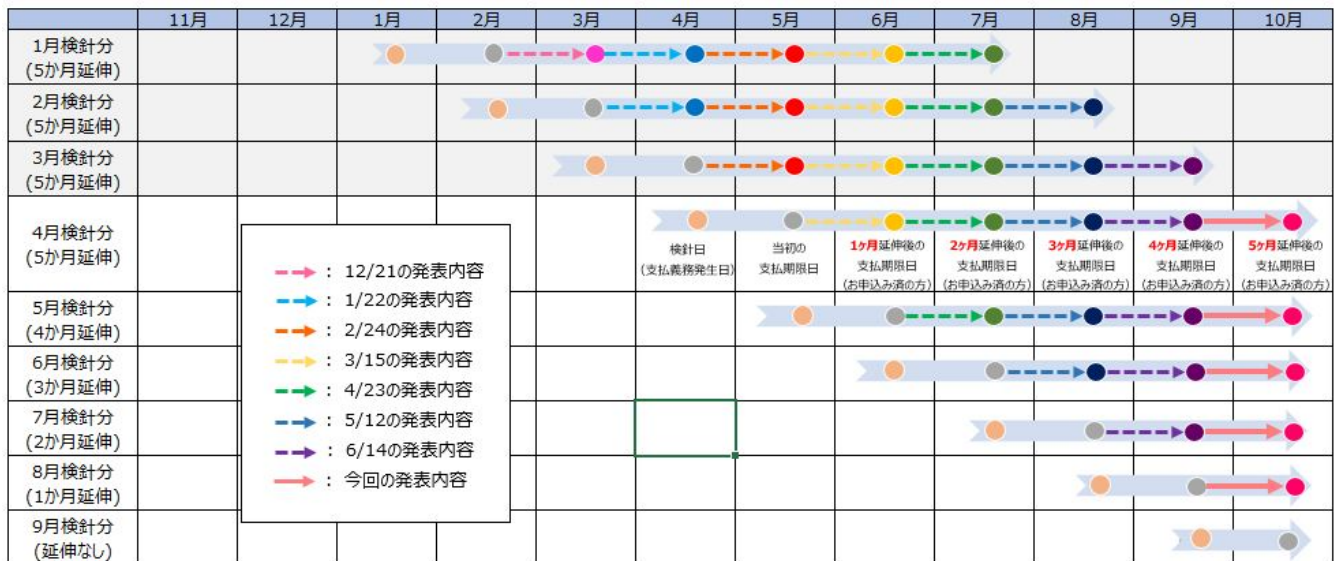 11月 12月 1月 2月 3月 4月 5月 6月 7月 8月 9月 10月
1月検針分
(5か月延伸)
2月検針分
(5か月延伸)
3月検針分
(5か月延伸)
4月検針分
(5か月延伸)
検針日
(支払義務発生日)
当初の
支払期限日
1ヶ月延伸後の
支払期限日
(お申込み済の方)
2ヶ月延伸後の
支払期限日
(お申込み済の方)
3ヶ月延伸後の
支払期限日
(お申込み済の方)
4ヶ月延伸後の
支払期限日
(お申込み済の方)
5ヶ月延伸後の
支払期限日
(お申込み済の方)
5月検針分
(4か月延伸)
6月検針分
(3か月延伸)
7月検針分
(2か月延伸)
8月検針分
(1か月延伸)
9月検針分
(延伸なし)
： 12/21の発表内容
： 1/22の発表内容
： 2/24の発表内容
： 3/15の発表内容
： 4/23の発表内容
： 5/12の発表内容
： 6/14の発表内容
： 今回の発表内容